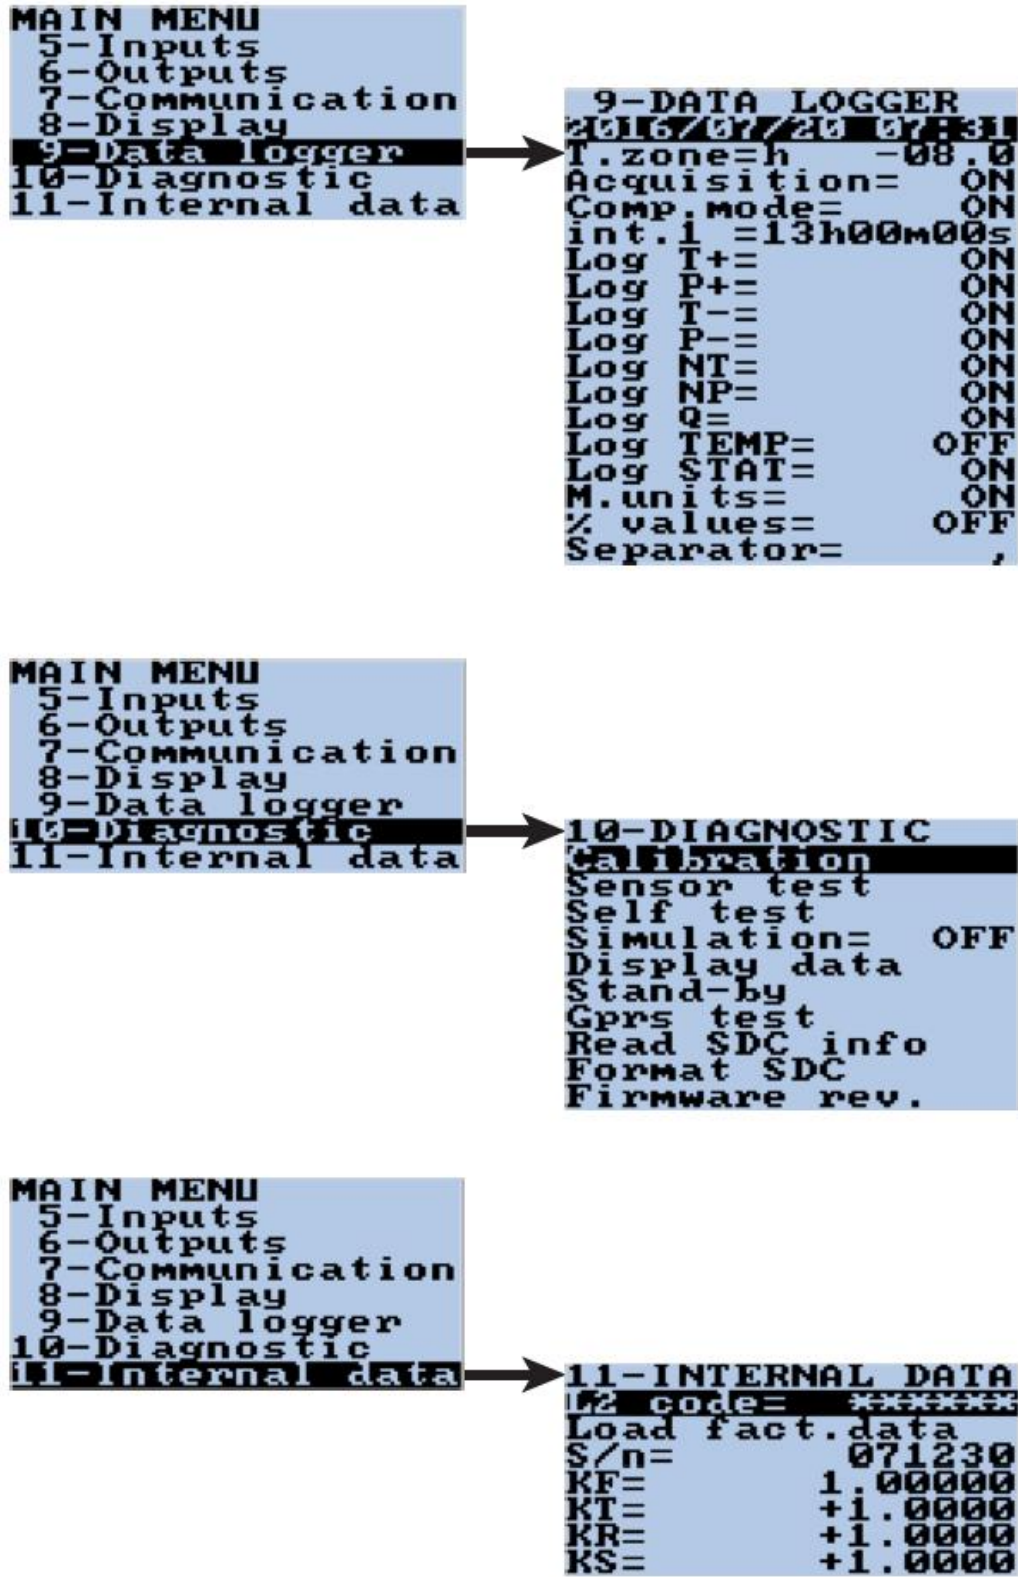 MAIN MENU
5-Inputs
6-Outputs
7-Communication
8-Display
9-Data logger
10-Diagnostic
11-Internal data
9-DATA LOGGER
2016/07/20 07:31
T.zone=h -08.0
Acquisition= ON
Comp.mode= ON
int.1 =13h00m00s
Log T+= ON
Log P+= ON
Log T-= ON
Log P-= ON
Log NT= ON
Log NP= ON
Log Q= ON
Log TEMP= OFF
Log STAT= ON
M.units= ON
% values= OFF
Separator= ,
MAIN MENU
5-Inputs
6-Outputs
7-Communication
8-Display
9-Data logger
10-Diagnostic
11-Internal data
10-DIAGNOSTIC
Calibration
Sensor test
Self test
Simulation= OFF
Display data
Stand-by
Gprs test
Read SDC info
Format SDC
Firmware rev.
MAIN MENU
5-Inputs
6-Outputs
7-Communication
8-Display
9-Data logger
10-Diagnostic
11-Internal data
11-INTERNAL DATA
L2 code= ******
Load fact.data
S/n= 071230
KF= 1.00000
KT= +1.0000
KR= +1.0000
KS= +1.0000